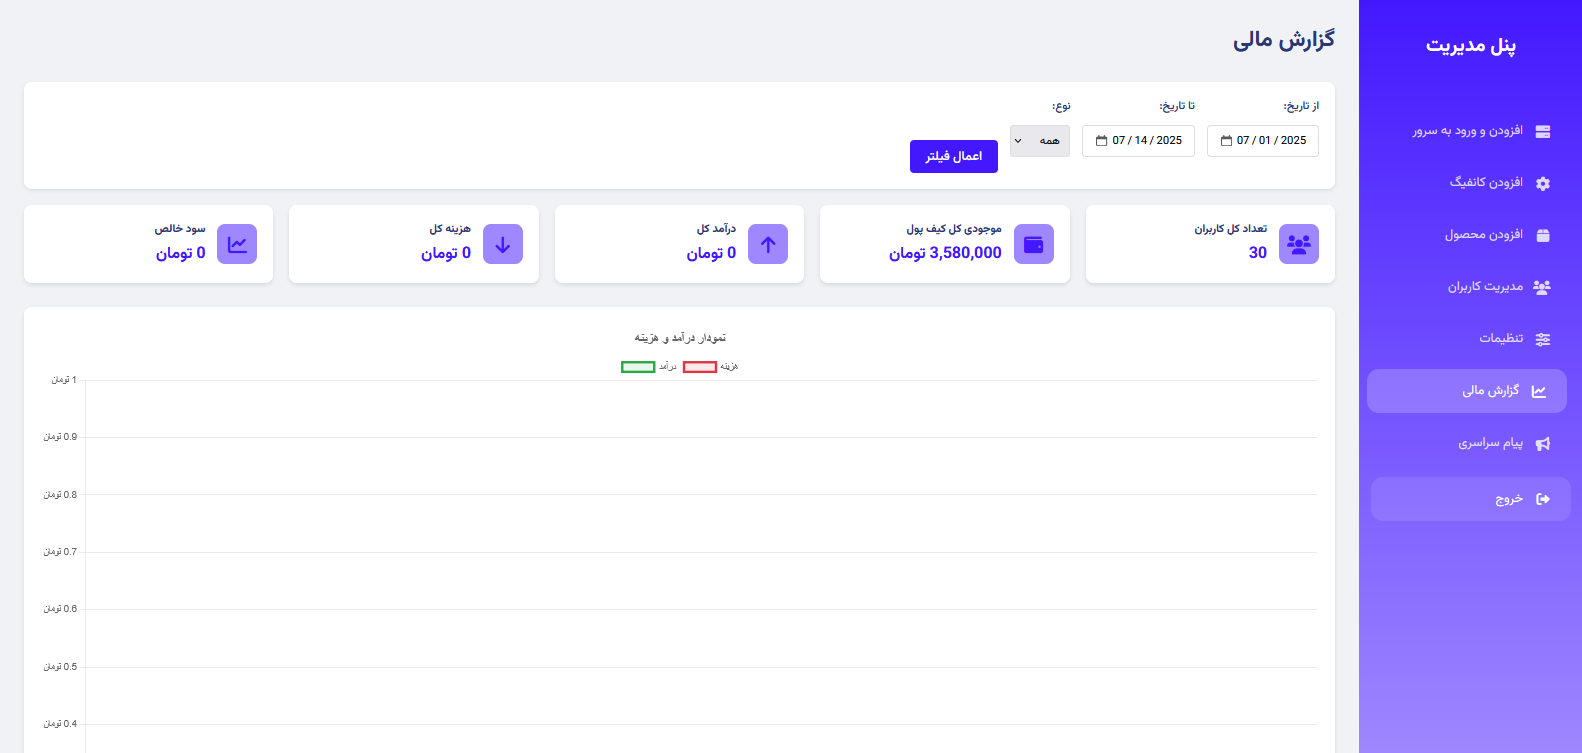 پنل مدیریت
افزودن و ورود به سرور
افزودن کانفیگ
افزودن محصول
مدیریت کاربران
تنظیمات
گزارش مالی
پیام سراسری
خروج
گزارش مالی
از تاریخ:
07 / 01 / 2025
تا تاریخ:
07 / 14 / 2025
نوع:
همه
اعمال فیلتر
تعداد کل کاربران
30
موجودی کل کیف پول
3,580,000 تومان
درآمد کل
0 تومان
هزینه کل
0 تومان
سود خالص
0 تومان
نمودار درآمد و هزینه
هزینه
درآمد
1 تومان
0.9 تومان
0.8 تومان
0.7 تومان
0.6 تومان
0.5 تومان
0.4 تومان